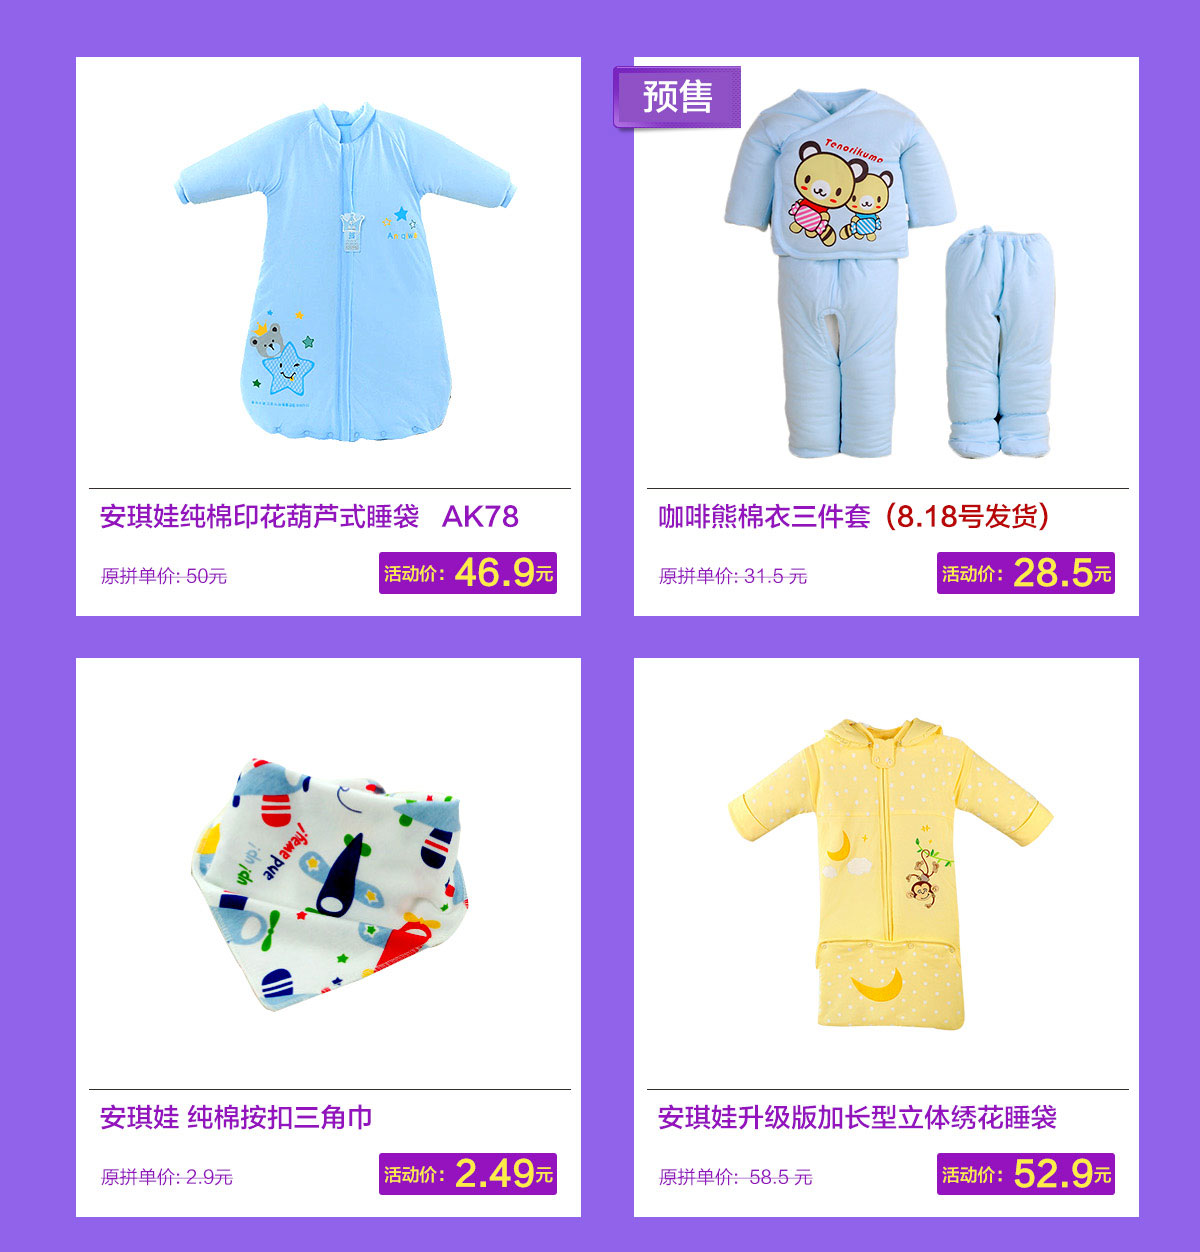 预售
Tenorikuma
安琪娃纯棉印花葫芦式睡袋 AK78
原拼单价: 50元
活动价： 46.9元
咖啡熊棉衣三件套（8.18号发货）
原拼单价: 31.5 元
活动价： 28.5元
up! up!
and away!
安琪娃 纯棉按扣三角巾
原拼单价: 2.9元
活动价： 2.49元
安琪娃升级版加长型立体绣花睡袋
原拼单价: 58.5 元
活动价： 52.9元